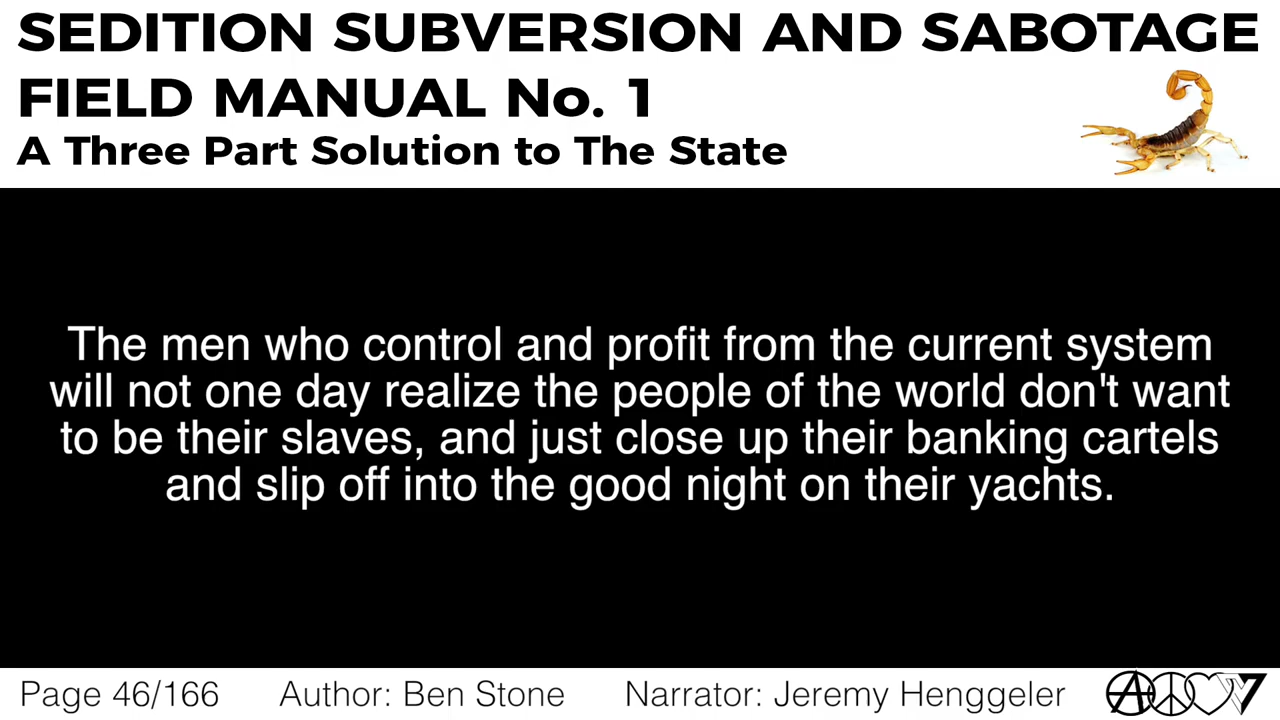 SEDITION SUBVERSION AND SABOTAGE
FIELD MANUAL No. 1
A Three Part Solution to The State
The men who control and profit from the current system
will not one day realize the people of the world don't want
to be their slaves, and just close up their banking cartels
and slip off into the good night on their yachts.
Page 46/166 Author: Ben Stone Narrator: Jeremy Henggeler